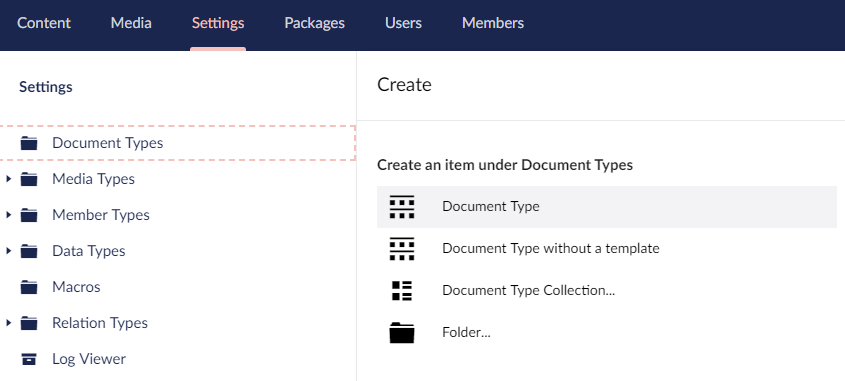 Content Media Settings Packages Users Members
Settings
Document Types
Media Types
Member Types
Data Types
Macros
Relation Types
Log Viewer
Create
Create an item under Document Types
Document Type
Document Type without a template
Document Type Collection...
Folder...